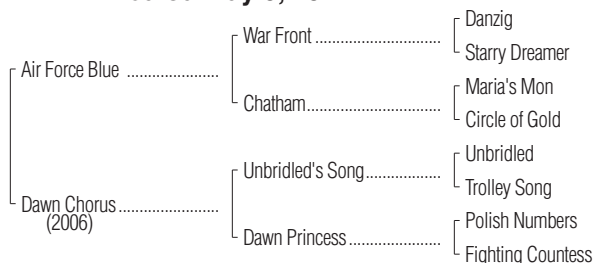 Danzig
War Front ..................................
Starry Dreamer
Air Force Blue .........................
Maria's Mon
Chatham....................................
Circle of Gold
Unbridled
Unbridled's Song....................
Trolley Song
Dawn Chorus ...........................
(2006)
Polish Numbers
Dawn Princess.........................
Fighting Countess